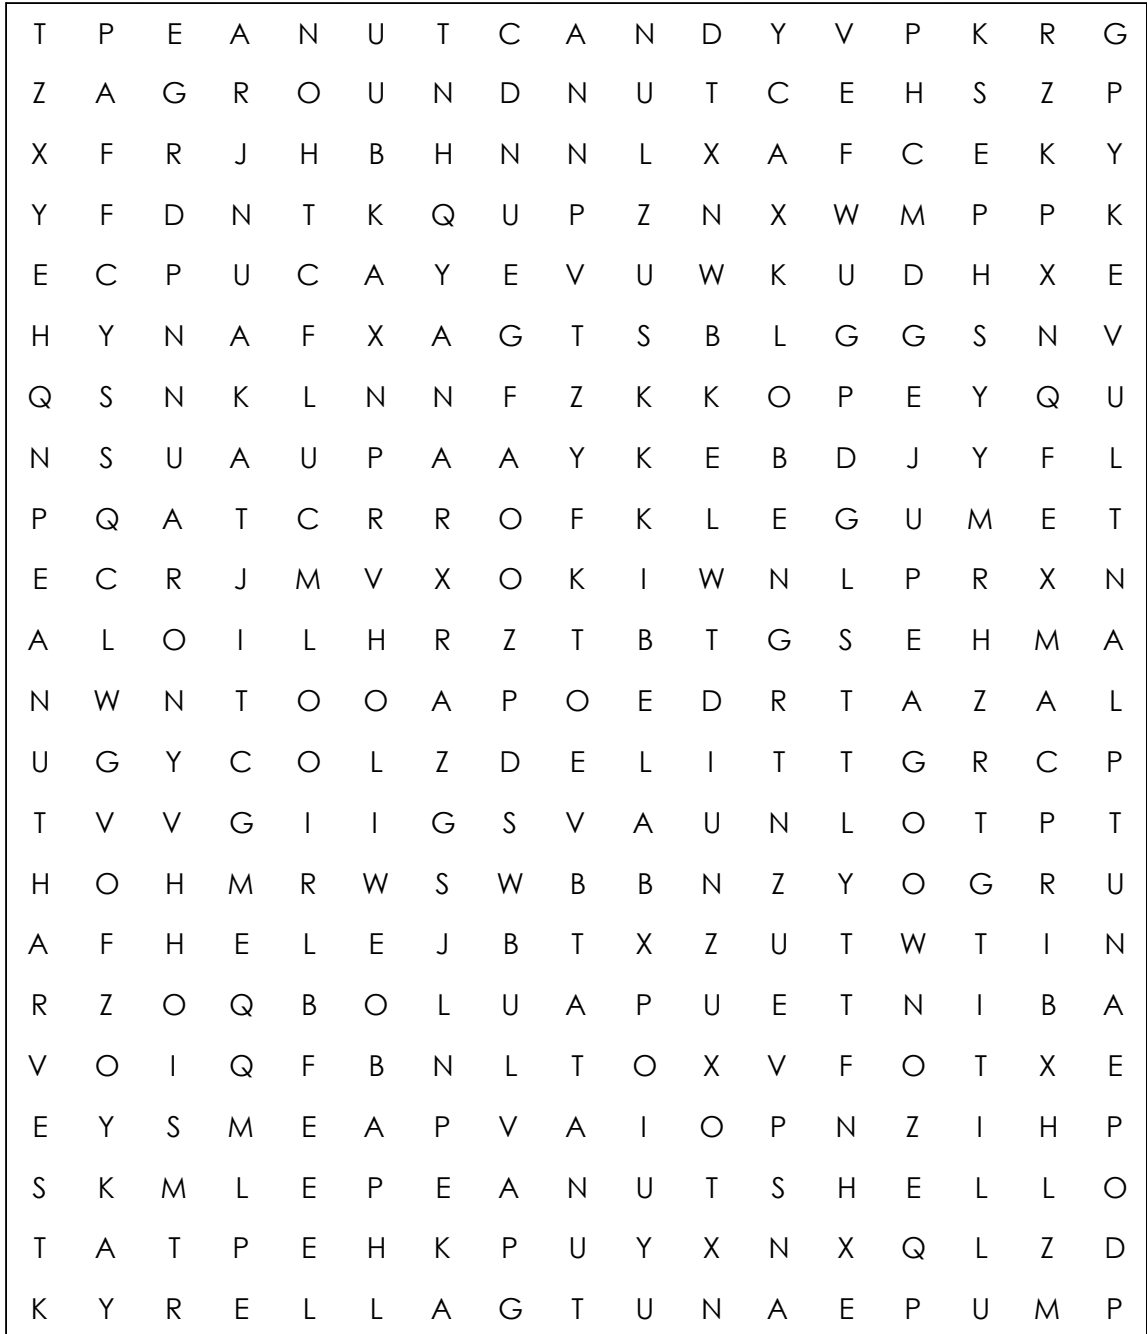 T P E A N U T C A N D Y V P K R G
Z A G R O U N D N U T C E H S Z P
X F R J H B H N N L X A F C E K Y
Y F D N T K Q U P Z N X W M P P K
E C P U C A Y E V U W K U D H X E
H Y N A F X A G T S B L G G S N V
Q S N K L N N F Z K K O P E Y Q U
N S U A U P A A Y K E B D J Y F L
P Q A T C R R O F K L E G U M E T
E C R J M V X O K I W N L P R X N
A L O I L H R Z T B T G S E H M A
N W N T O O A P O E D R T A Z A L
U G Y C O L Z D E L I T T G R C P
T V V G I I G S V A U N L O T P T
H O H M R W S W B B N Z Y O G R U
A F H E L E J B T X Z U T W T I N
R Z O Q B O L U A P U E T N I B A
V O I Q F B N L T O X V F O T X E
E Y S M E A P V A I O P N Z I H P
S K M L E P E A N U T S H E L L O
T A T P E H K P U Y X N X Q L Z D
K Y R E L L A G T U N A E P U M P